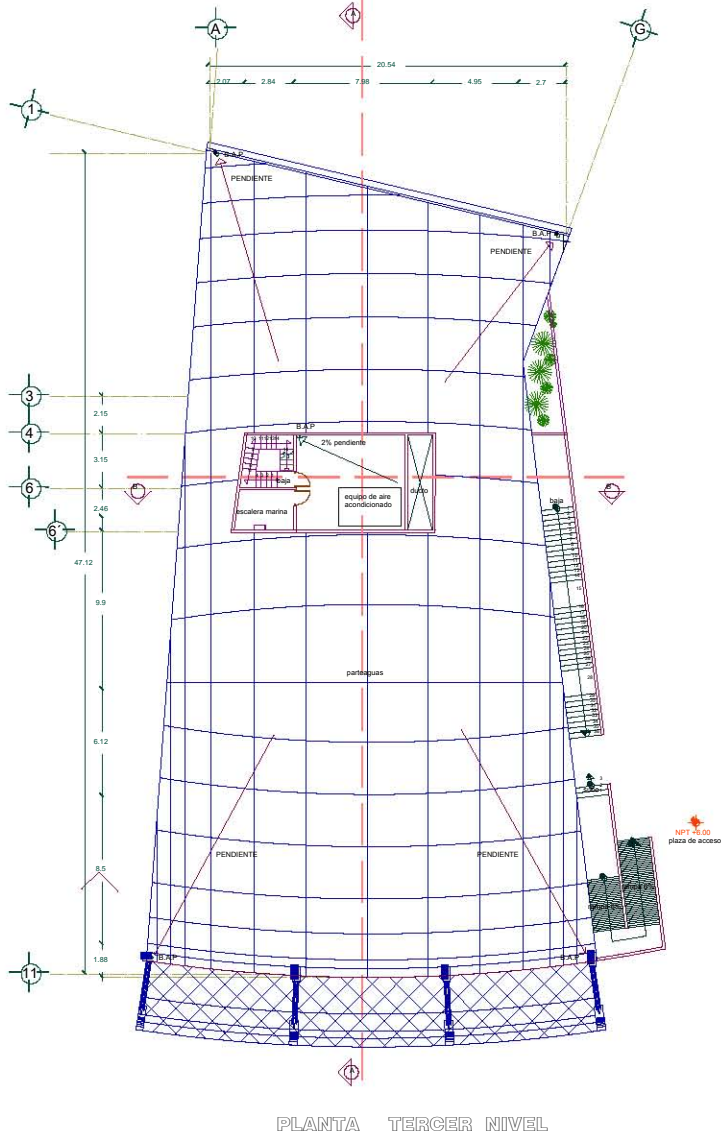 A
A
G
20.54
2.07
2.84
7.98
4.95
2.7
1
B.A.P
PENDIENTE
B.A.P
PENDIENTE
3
2.15
4
B.A.P
2% pendiente
3.15
baja
6
B'
B'
equipo de aire
acondicionado
ducto
baja
2.46
escalera marina
6'
47.12
9.9
parteaguas
6.12
3
NPT +6.00
plaza de acceso
PENDIENTE
PENDIENTE
8.5
B.A.P
B.A.P
1.88
11
A
PLANTA TERCER NIVEL